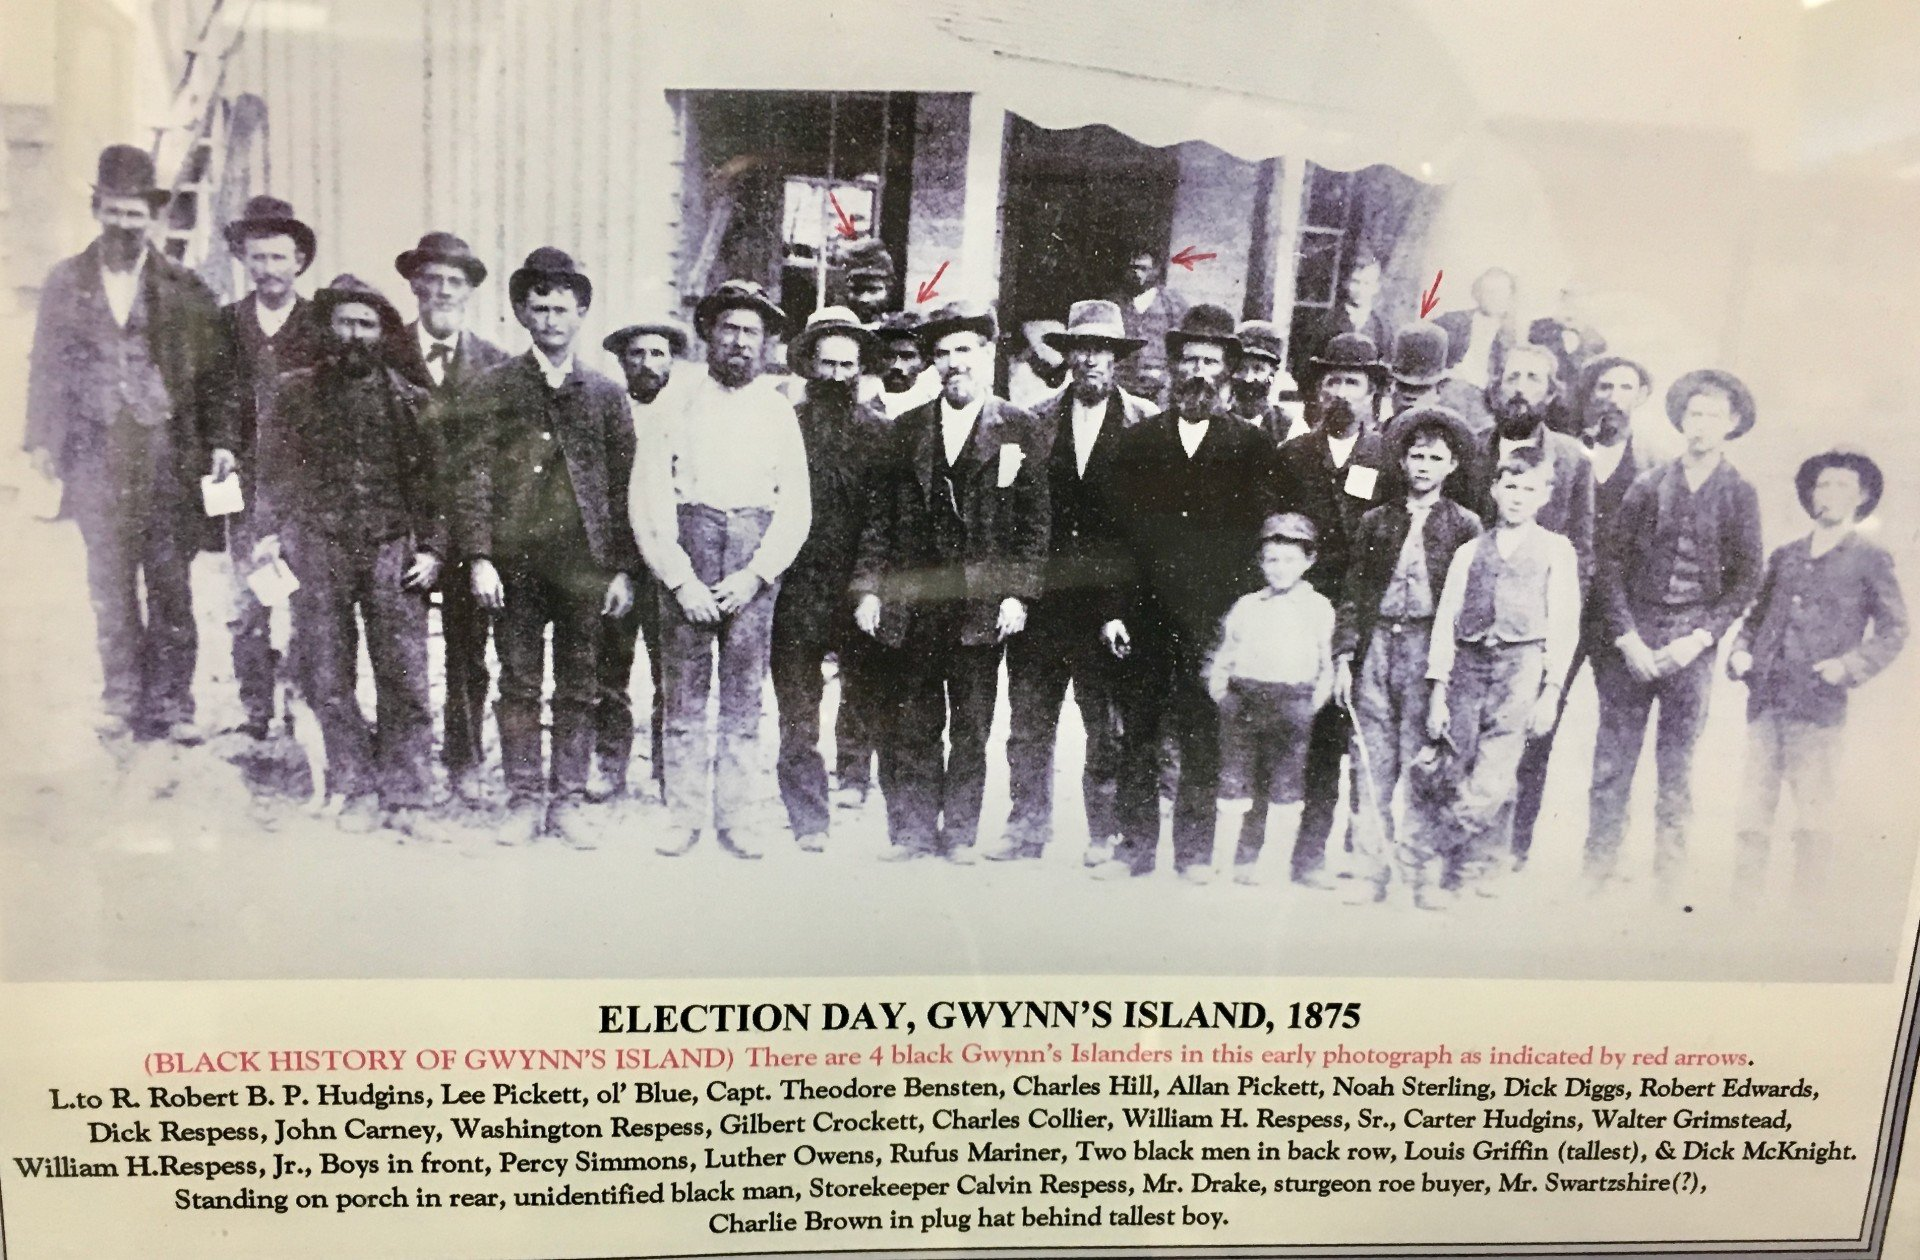 ELECTION DAY, GWYNN'S ISLAND, 1875
(BLACK HISTORY OF GWYNN'S ISLAND) There are 4 black Gwynn's Islanders in this early photograph as indicated by red arrows.
L.to R. Robert B. P. Hudgins, Lee Pickett, ol' Blue, Capt. Theodore Bensten, Charles Hill, Allan Pickett, Noah Sterling, Dick Diggs, Robert Edwards,
Dick Respess, John Carney, Washington Respess, Gilbert Crockett, Charles Collier, William H. Respess, Sr., Carter Hudgins, Walter Grimstead,
William H.Respess, Jr., Boys in front, Percy Simmons, Luther Owens, Rufus Mariner, Two black men in back row, Louis Griffin (tallest), & Dick McKnight.
Standing on porch in rear, unidentified black man, Storekeeper Calvin Respess, Mr. Drake, sturgeon roe buyer, Mr. Swartzshire(?),
Charlie Brown in plug hat behind tallest boy.